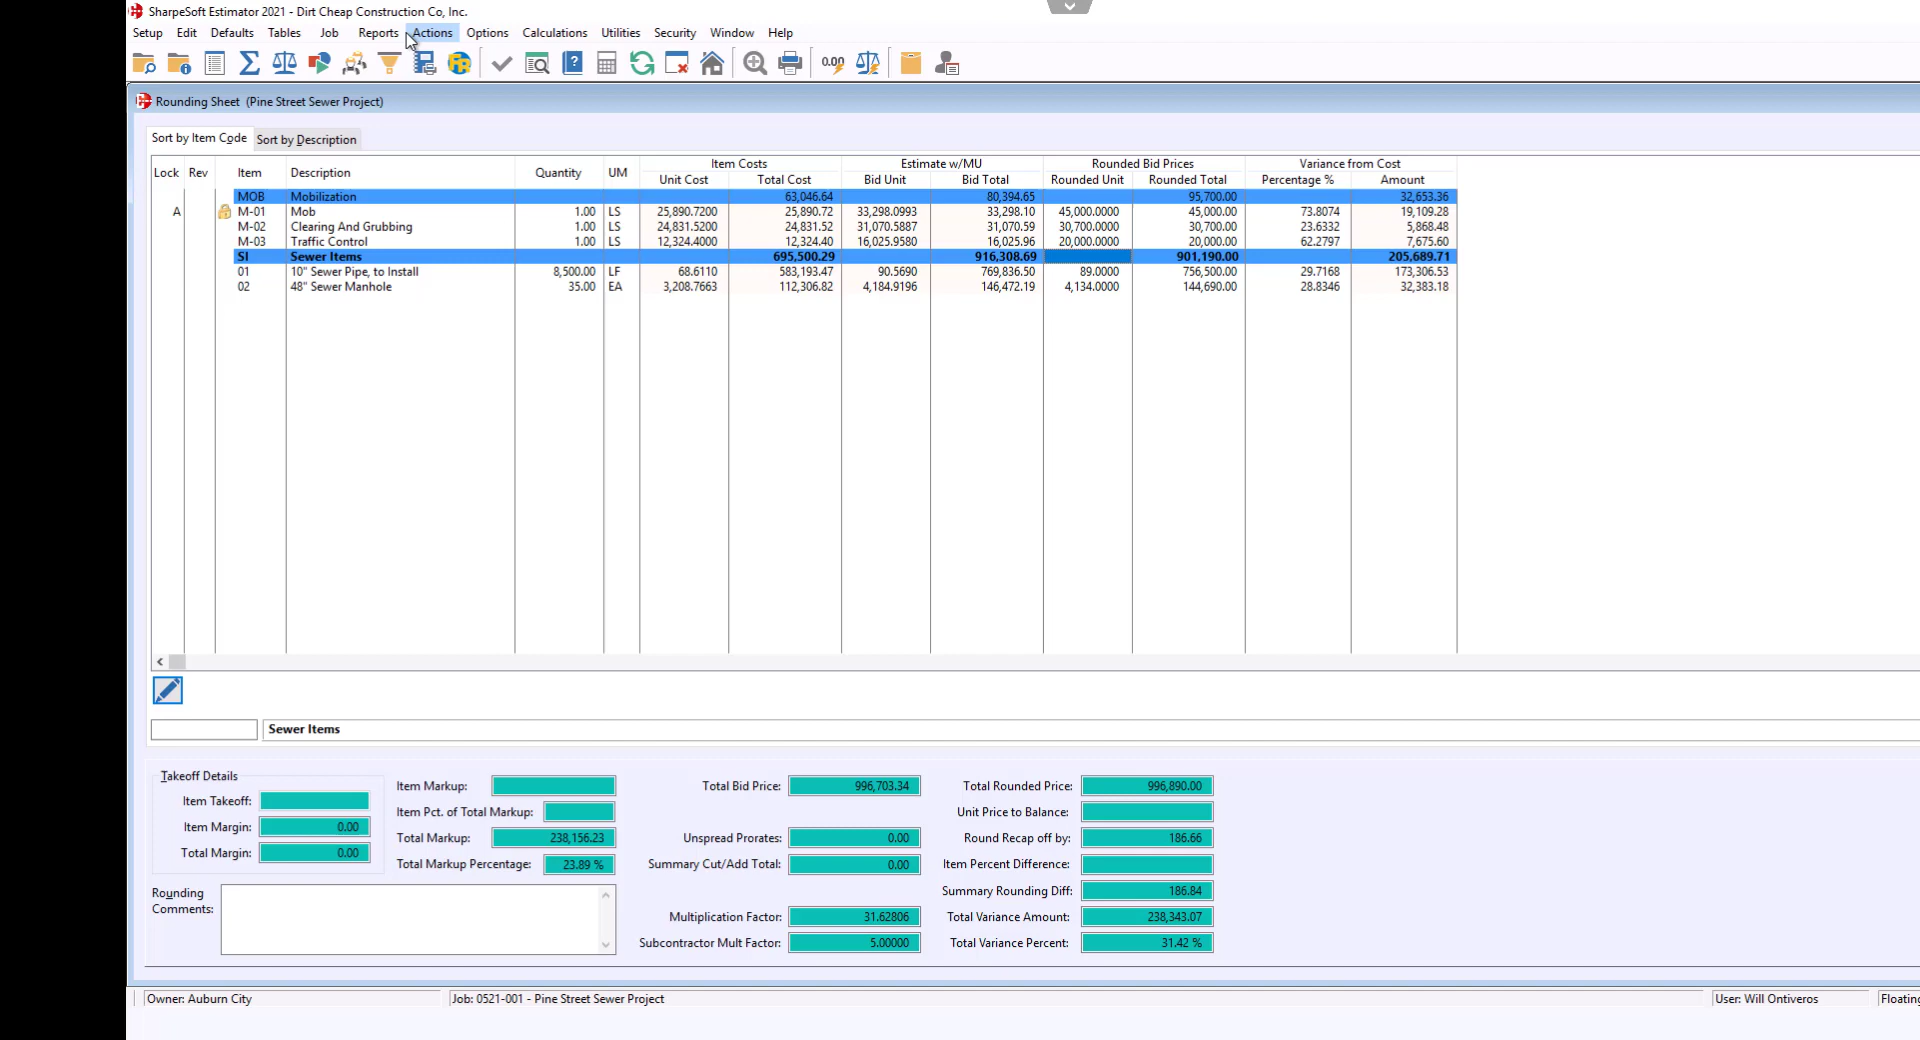 SharpeSoft Estimator 2021 - Dirt Cheap Construction Co, Inc.
Setup Edit Defaults Tables Job Reports Actions Options Calculations Utilities Security Window Help
0.00
Rounding Sheet (Pine Street Sewer Project)
Sort by Item Code Sort by Description
Item Costs Estimate w/MU Rounded Bid Prices Variance from Cost
Lock Rev Item Description Quantity UM Unit Cost Total Cost Bid Unit Bid Total Rounded Unit Rounded Total Percentage % Amount
MOB Mobilization 63,046.64 80,394.65 95,700.00 32,653.36
A M-01 Mob 1.00 LS 25,890.7200 25,890.72 33,298.0993 33,298.10 45,000.0000 45,000.00 73.8074 19,109.28
M-02 Clearing And Grubbing 1.00 LS 24,831.5200 24,831.52 31,070.5887 31,070.59 30,700.0000 30,700.00 23.6332 5,868.48
M-03 Traffic Control 1.00 LS 12,324.4000 12,324.40 16,025.9580 16,025.96 20,000.0000 20,000.00 62.2797 7,675.60
SI Sewer Items 695,500.29 916,308.69 901,190.00 205,689.71
01 10" Sewer Pipe, to Install 8,500.00 LF 68.6110 583,193.47 90.5690 769,836.50 89.0000 756,500.00 29.7168 173,306.53
02 48" Sewer Manhole 35.00 EA 3,208.7663 112,306.82 4,184.9196 146,472.19 4,134.0000 144,690.00 28.8346 32,383.18
Sewer Items
Takeoff Details
Item Takeoff:
Item Margin: 0.00
Total Margin: 0.00
Item Markup:
Item Pct. of Total Markup:
Total Markup: 238,156.23
Total Markup Percentage: 23.89 %
Rounding
Comments:
Total Bid Price: 996,703.34
Unspread Prorates: 0.00
Summary Cut/Add Total: 0.00
Multiplication Factor: 31.62806
Subcontractor Mult Factor: 5.00000
Total Rounded Price: 996,890.00
Unit Price to Balance:
Round Recap off by: 186.66
Item Percent Difference:
Summary Rounding Diff: 186.84
Total Variance Amount: 238,343.07
Total Variance Percent: 31.42 %
Owner: Auburn City Job: 0521-001 - Pine Street Sewer Project User: Will Ontiveros Floating